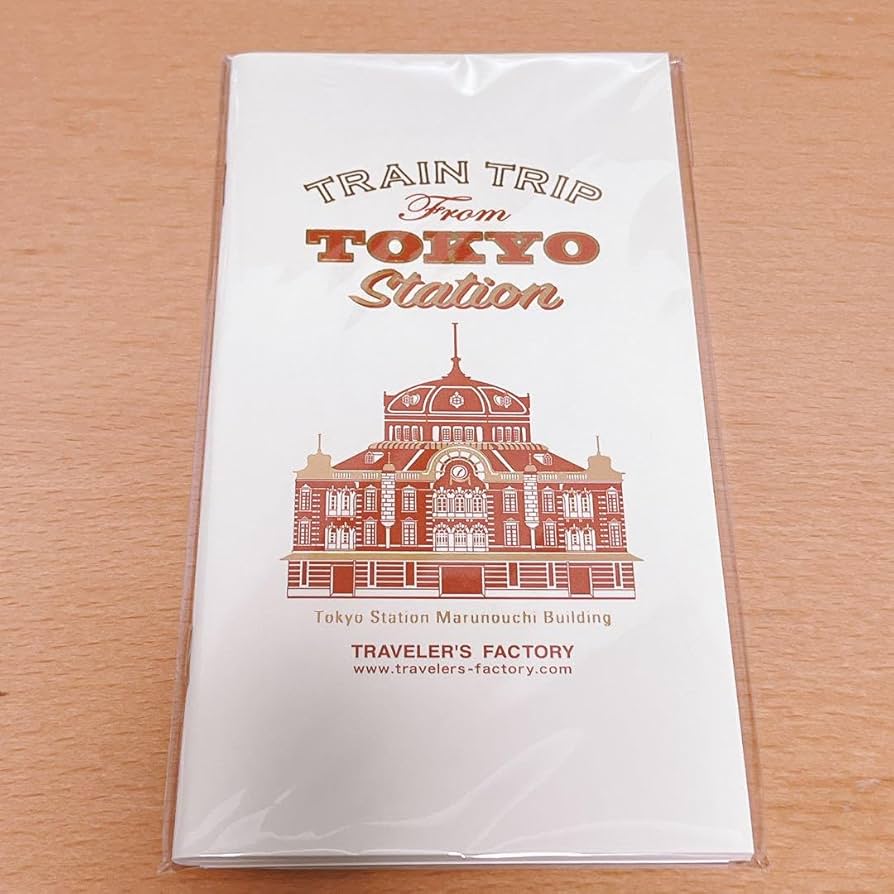 TRAIN TRIP
From
TOKYO
Station
Tokyo Station Marunouchi Building
TRAVELER'S FACTORY
www.travelers-factory.com